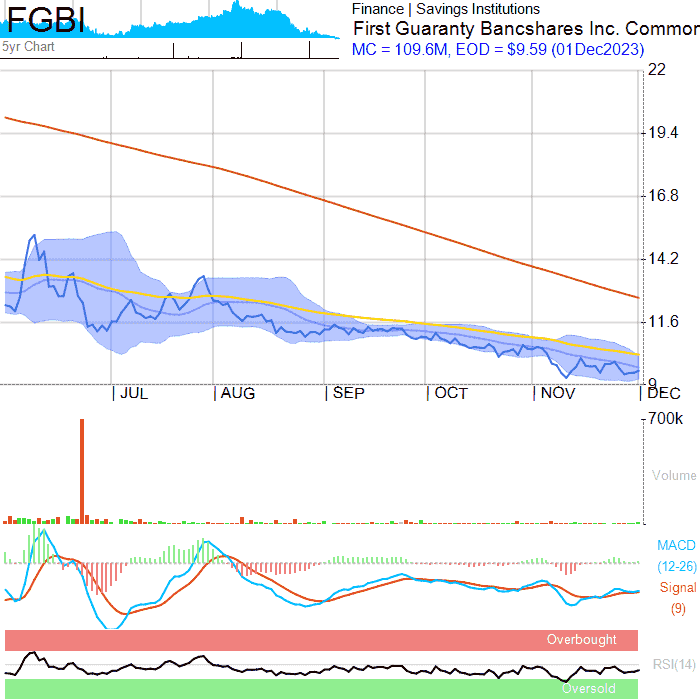 FGBI
5yr Chart
Finance | Savings Institutions
First Guaranty Bancshares Inc. Common
MC = 109.6M, EOD = $9.59 (01Dec2023)
22
19.4
16.8
14.2
11.6
9
JUL AUG SEP OCT NOV DEC
700k
Volume
MACD
(12-26)
Signal
(9)
Overbought
RSI(14)
Oversold